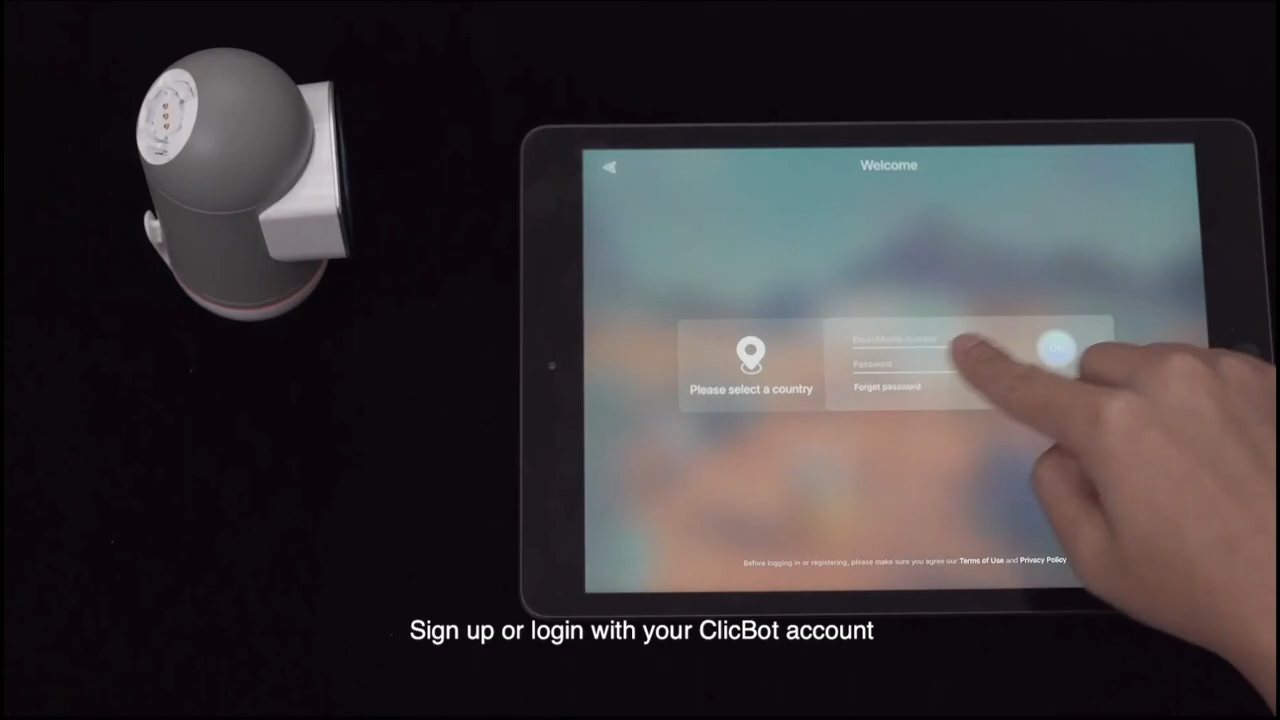 Welcome
Email/Mobile Number
Password
Forget password
Please select a country
Before logging in or registering, please make sure you agree our Terms of Use and Privacy Policy
Sign up or login with your ClicBot account